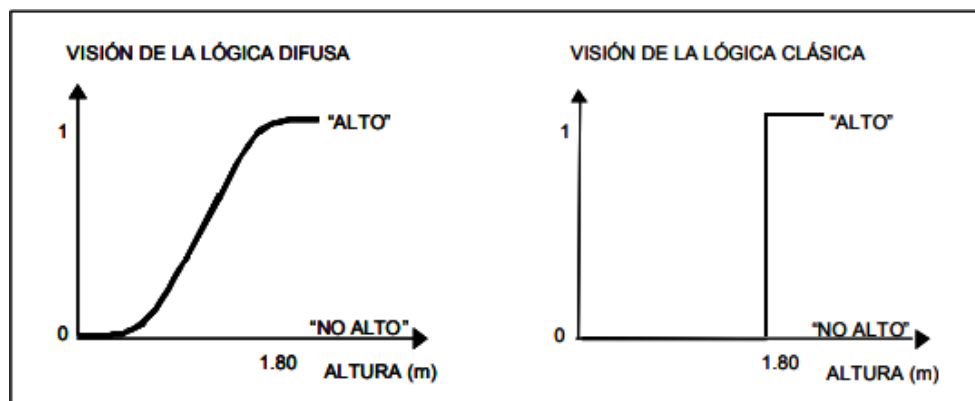 VISIÓN DE LA LÓGICA DIFUSA
1
“ALTO”
0
“NO ALTO”
1.80
ALTURA (m)
VISIÓN DE LA LÓGICA CLÁSICA
1
“ALTO”
0
“NO ALTO”
1.80
ALTURA (m)